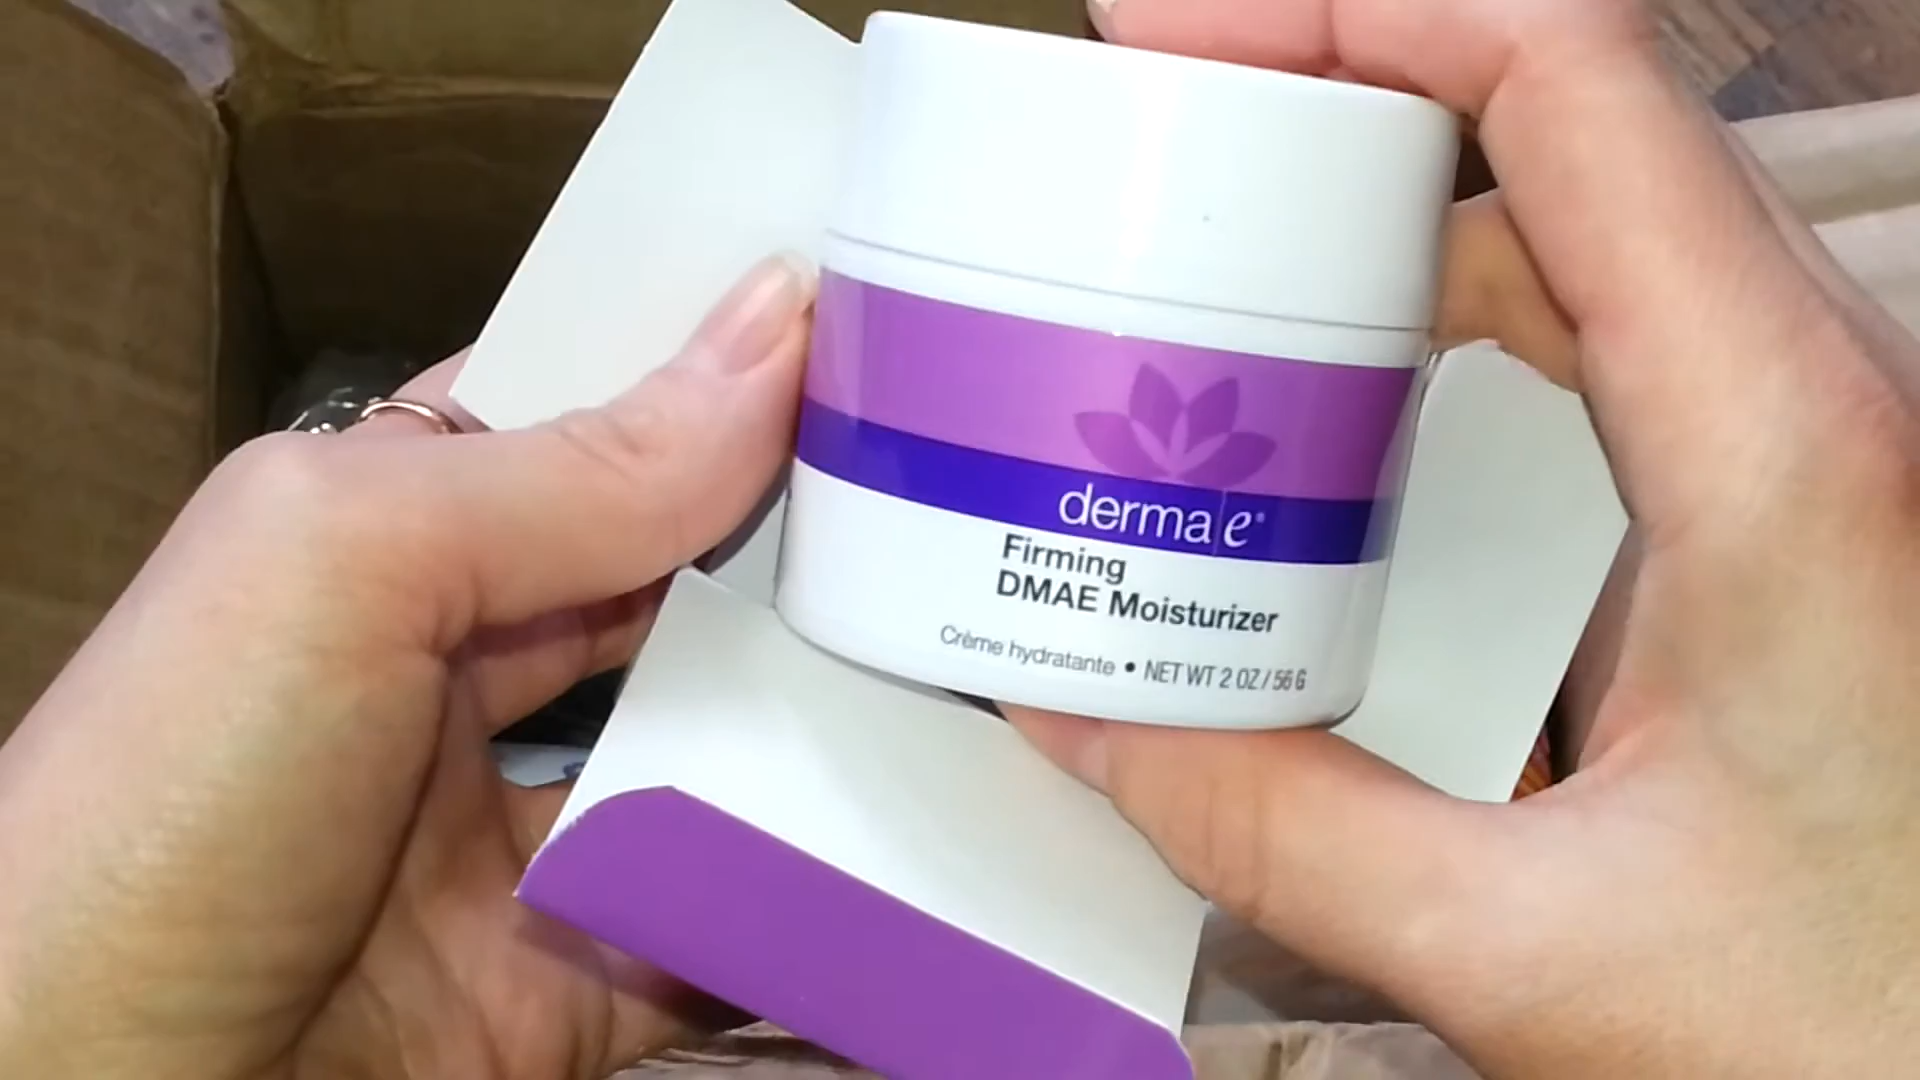 derma e®
Firming
DMAE Moisturizer
Crème hydratante • NET WT 2 OZ / 56 G